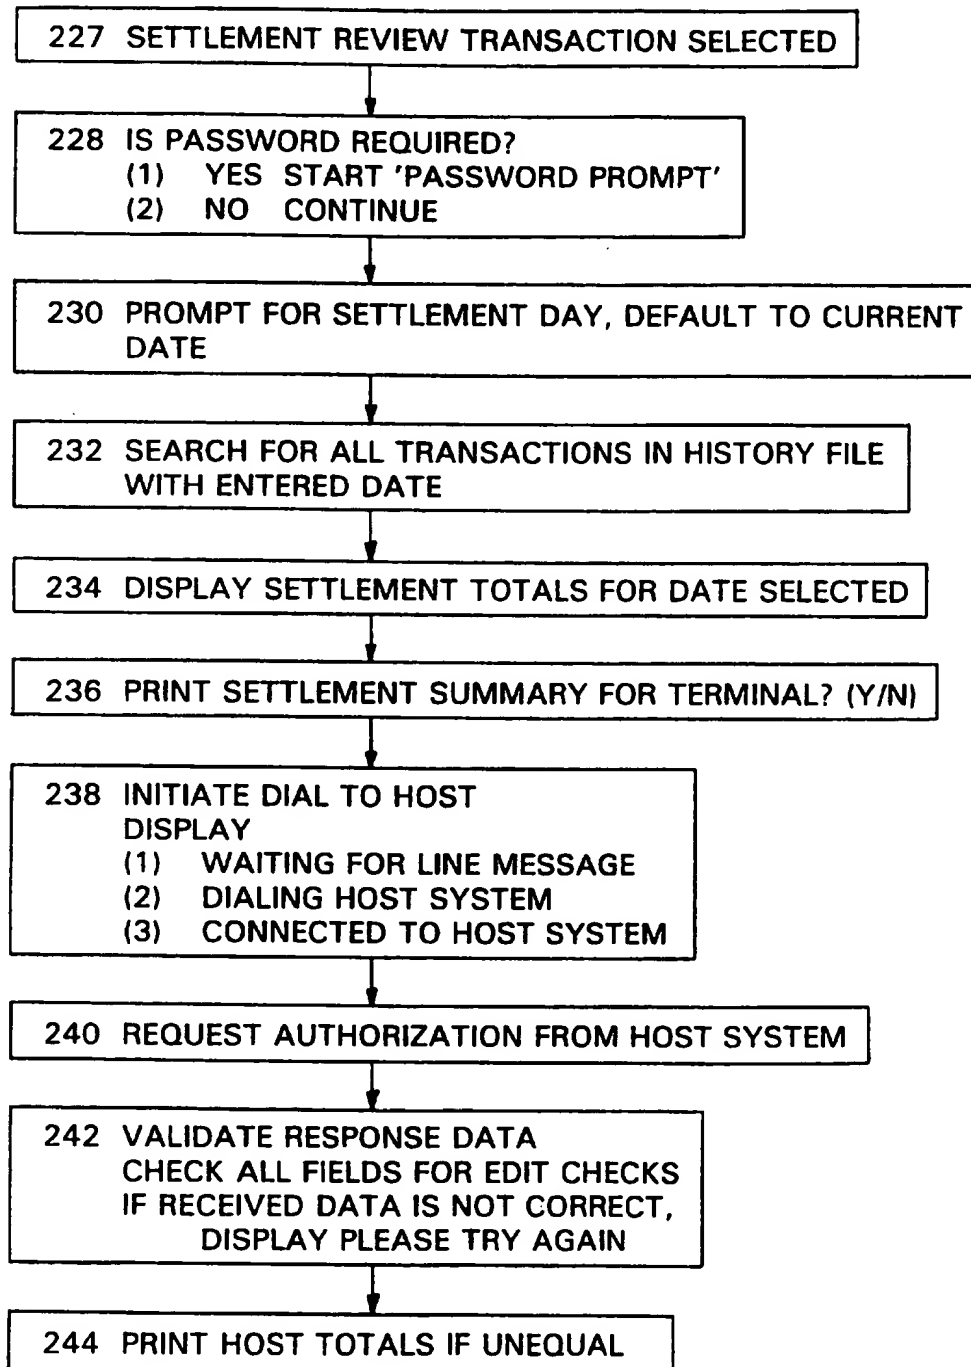 227 SETTLEMENT REVIEW TRANSACTION SELECTED
228 IS PASSWORD REQUIRED?
(1) YES START 'PASSWORD PROMPT'
(2) NO CONTINUE
230 PROMPT FOR SETTLEMENT DAY, DEFAULT TO CURRENT
DATE
232 SEARCH FOR ALL TRANSACTIONS IN HISTORY FILE
WITH ENTERED DATE
234 DISPLAY SETTLEMENT TOTALS FOR DATE SELECTED
236 PRINT SETTLEMENT SUMMARY FOR TERMINAL? (Y/N)
238 INITIATE DIAL TO HOST
DISPLAY
(1) WAITING FOR LINE MESSAGE
(2) DIALING HOST SYSTEM
(3) CONNECTED TO HOST SYSTEM
240 REQUEST AUTHORIZATION FROM HOST SYSTEM
242 VALIDATE RESPONSE DATA
CHECK ALL FIELDS FOR EDIT CHECKS
IF RECEIVED DATA IS NOT CORRECT,
DISPLAY PLEASE TRY AGAIN
244 PRINT HOST TOTALS IF UNEQUAL